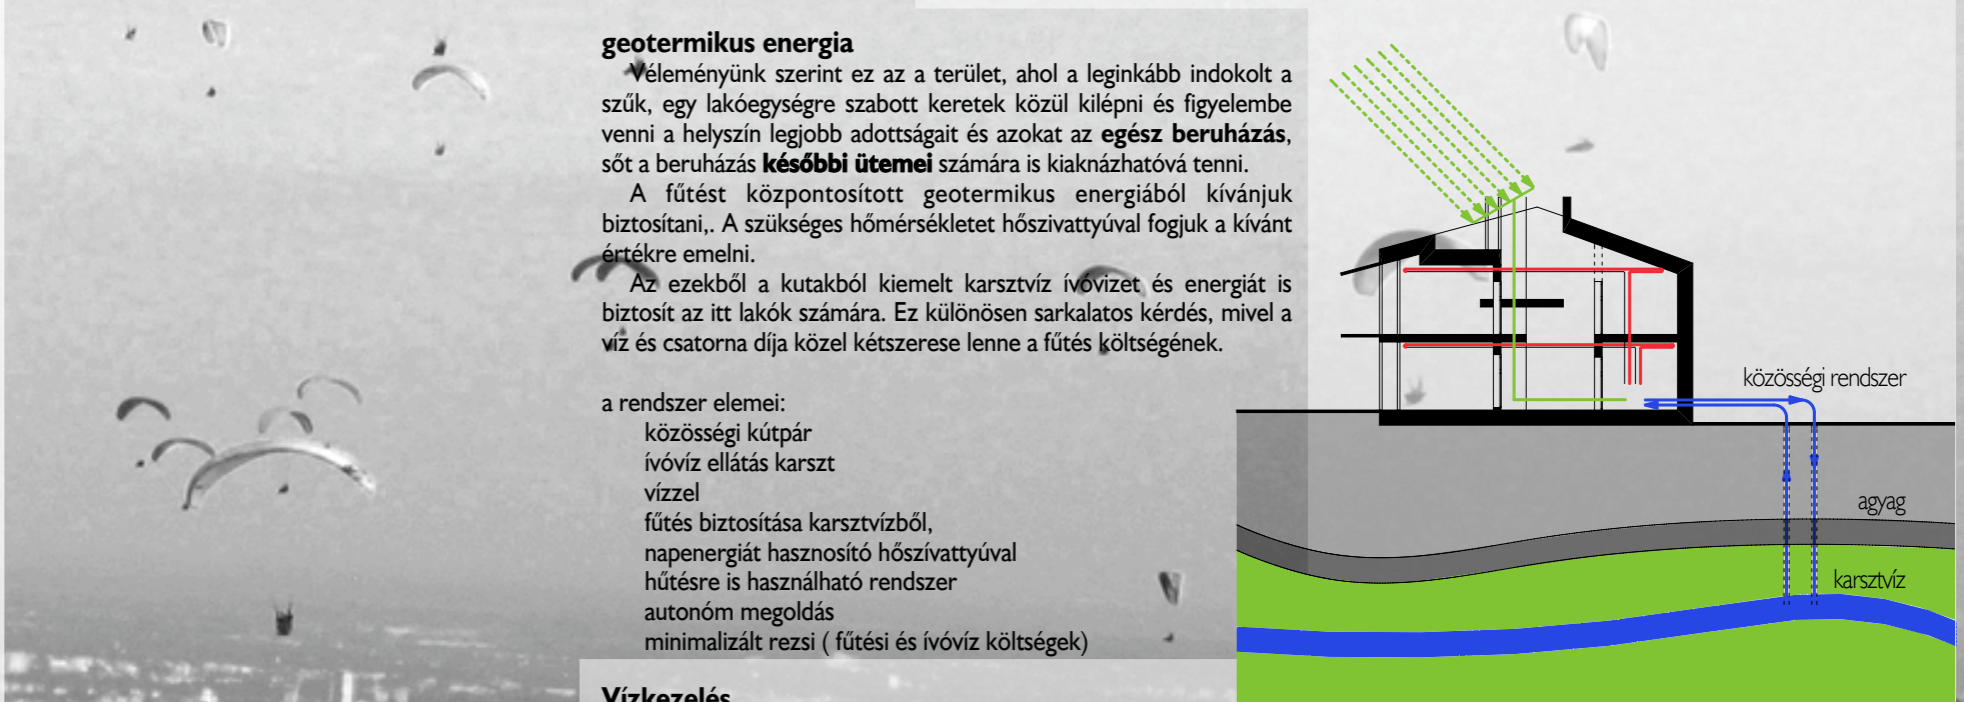 geotermikus energia
Véleményünk szerint ez az a terület, ahol a leginkább indokolt a
szűk, egy lakóegységre szabott keretek közül kilépni és figyelembe
venni a helyszín legjobb adottságait és azokat az egész beruházás,
sőt a beruházás későbbi ütemei számára is kiaknázhatóvá tenni.
A fűtést központosított geotermikus energiából kívánjuk
biztosítani,. A szükséges hőmérsékletet hőszivattyúval fogjuk a kívánt
értékre emelni.
Az ezekből a kutakból kiemelt karsztvíz ívóvizet és energiát is
biztosít az itt lakók számára. Ez különösen sarkalatos kérdés, mivel a
víz és csatorna díja közel kétszerese lenne a fűtés költségének.
a rendszer elemei:
közösségi kútpár
ívóvíz ellátás karszt
vízzel
fűtés biztosítása karsztvízből,
napenergiát hasznosító hőszívattyúval
hűtésre is használható rendszer
autonóm megoldás
minimalizált rezsi ( fűtési és ívóvíz költségek)
Vízkezelés
közösségi rendszer
agyag
karsztvíz